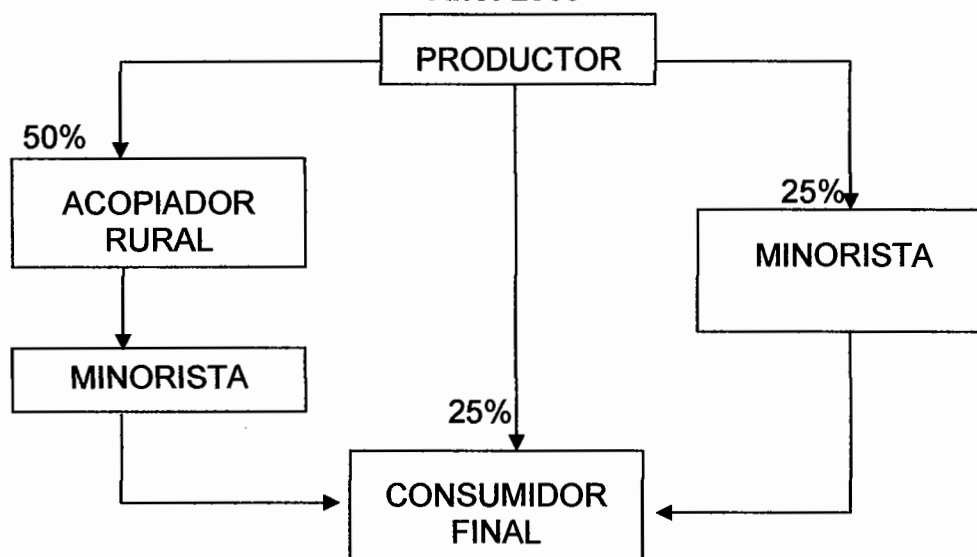 PRODUCTOR
50%
ACOPIADOR
RURAL
25%
MINORISTA
MINORISTA
25%
CONSUMIDOR
FINAL